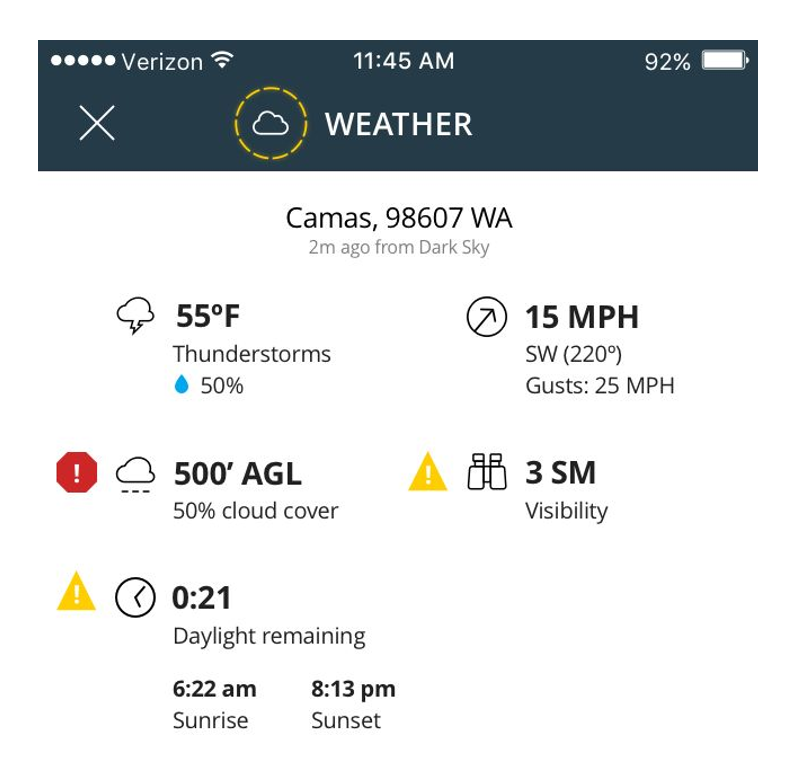 Verizon 11:45 AM 92%
WEATHER
Camas, 98607 WA
2m ago from Dark Sky
55ºF
Thunderstorms
50%
15 MPH
SW (220º)
Gusts: 25 MPH
500’ AGL
50% cloud cover
3 SM
Visibility
0:21
Daylight remaining
6:22 am
Sunrise
8:13 pm
Sunset